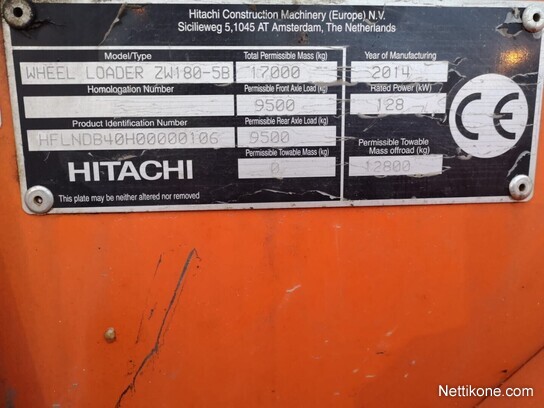 Hitachi Construction Machinery (Europe) N.V.
Sicilieweg 5,1045 AT Amsterdam, The Netherlands
Model/Type Total Permissible Mass (kg) Year of Manufacturing
WHEEL LOADER ZW180-5B 17000 2014
Homologation Number Permissible Front Axle Load (kg) Rated Power (kW)
9500 128
Product Identification Number Permissible Rear Axle Load (kg)
HFLNDB40H00000106 9500
Permissible Towable Mass (kg) Permissible Towable Mass offroad (kg)
0 12800
HITACHI
This plate may be neither altered nor removed
CE
Nettikone.com